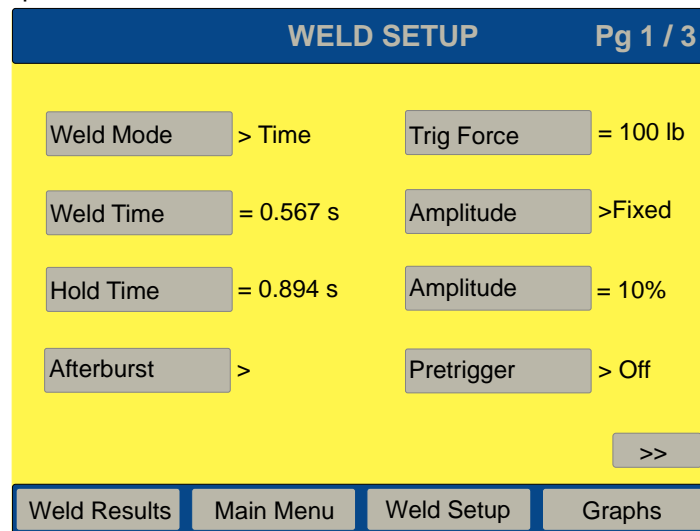 WELD SETUP Pg 1 / 3
Weld Mode > Time Trig Force = 100 lb
Weld Time = 0.567 s Amplitude >Fixed
Hold Time = 0.894 s Amplitude = 10%
Afterburst > Pretrigger > Off
>>
Weld Results Main Menu Weld Setup Graphs